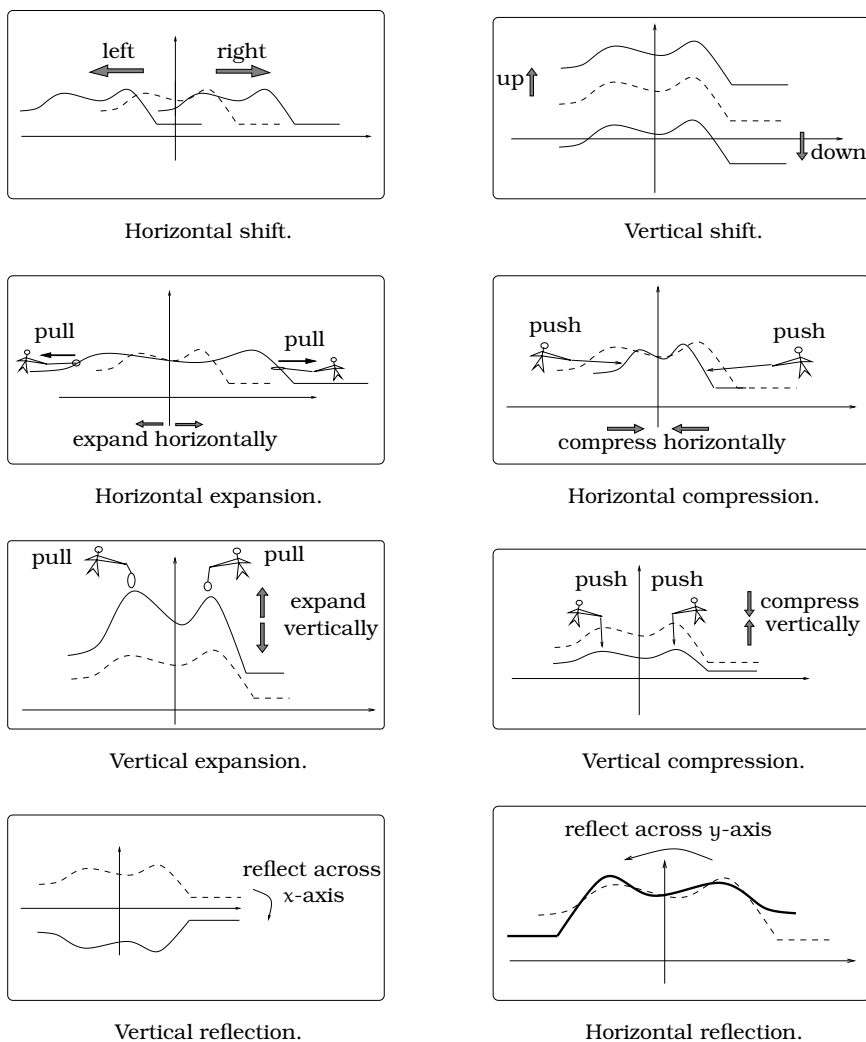 left right
up
down
Horizontal shift.
Vertical shift.
pull pull
expand horizontally
push push
compress horizontally
Horizontal expansion.
Horizontal compression.
pull pull
expand
vertically
push push
compress
vertically
Vertical expansion.
Vertical compression.
reflect across
x-axis
reflect across y-axis
Vertical reflection.
Horizontal reflection.